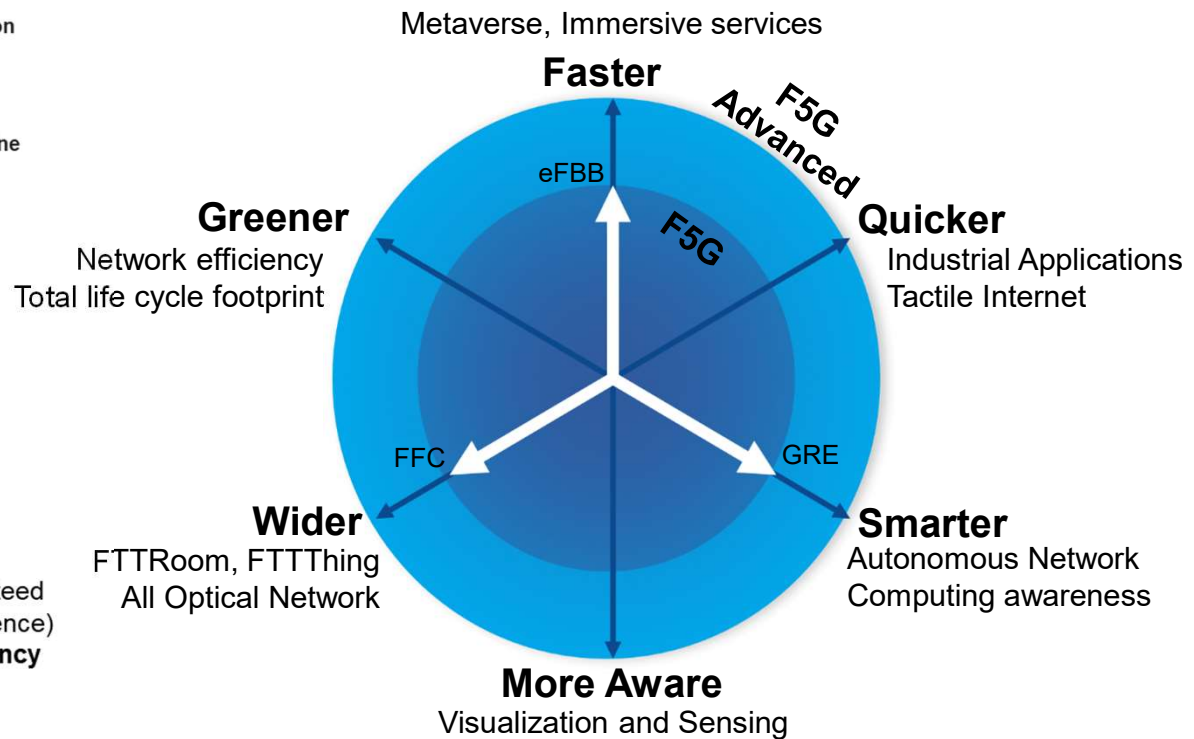 Metaverse, Immersive services
Faster
F5G
Advanced
eFBB
F5G
Greener
Network efficiency
Total life cycle footprint
Quicker
Industrial Applications
Tactile Internet
FFC
GRE
Wider
FTTRoom, FTTThing
All Optical Network
Smarter
Autonomous Network
Computing awareness
More Aware
Visualization and Sensing